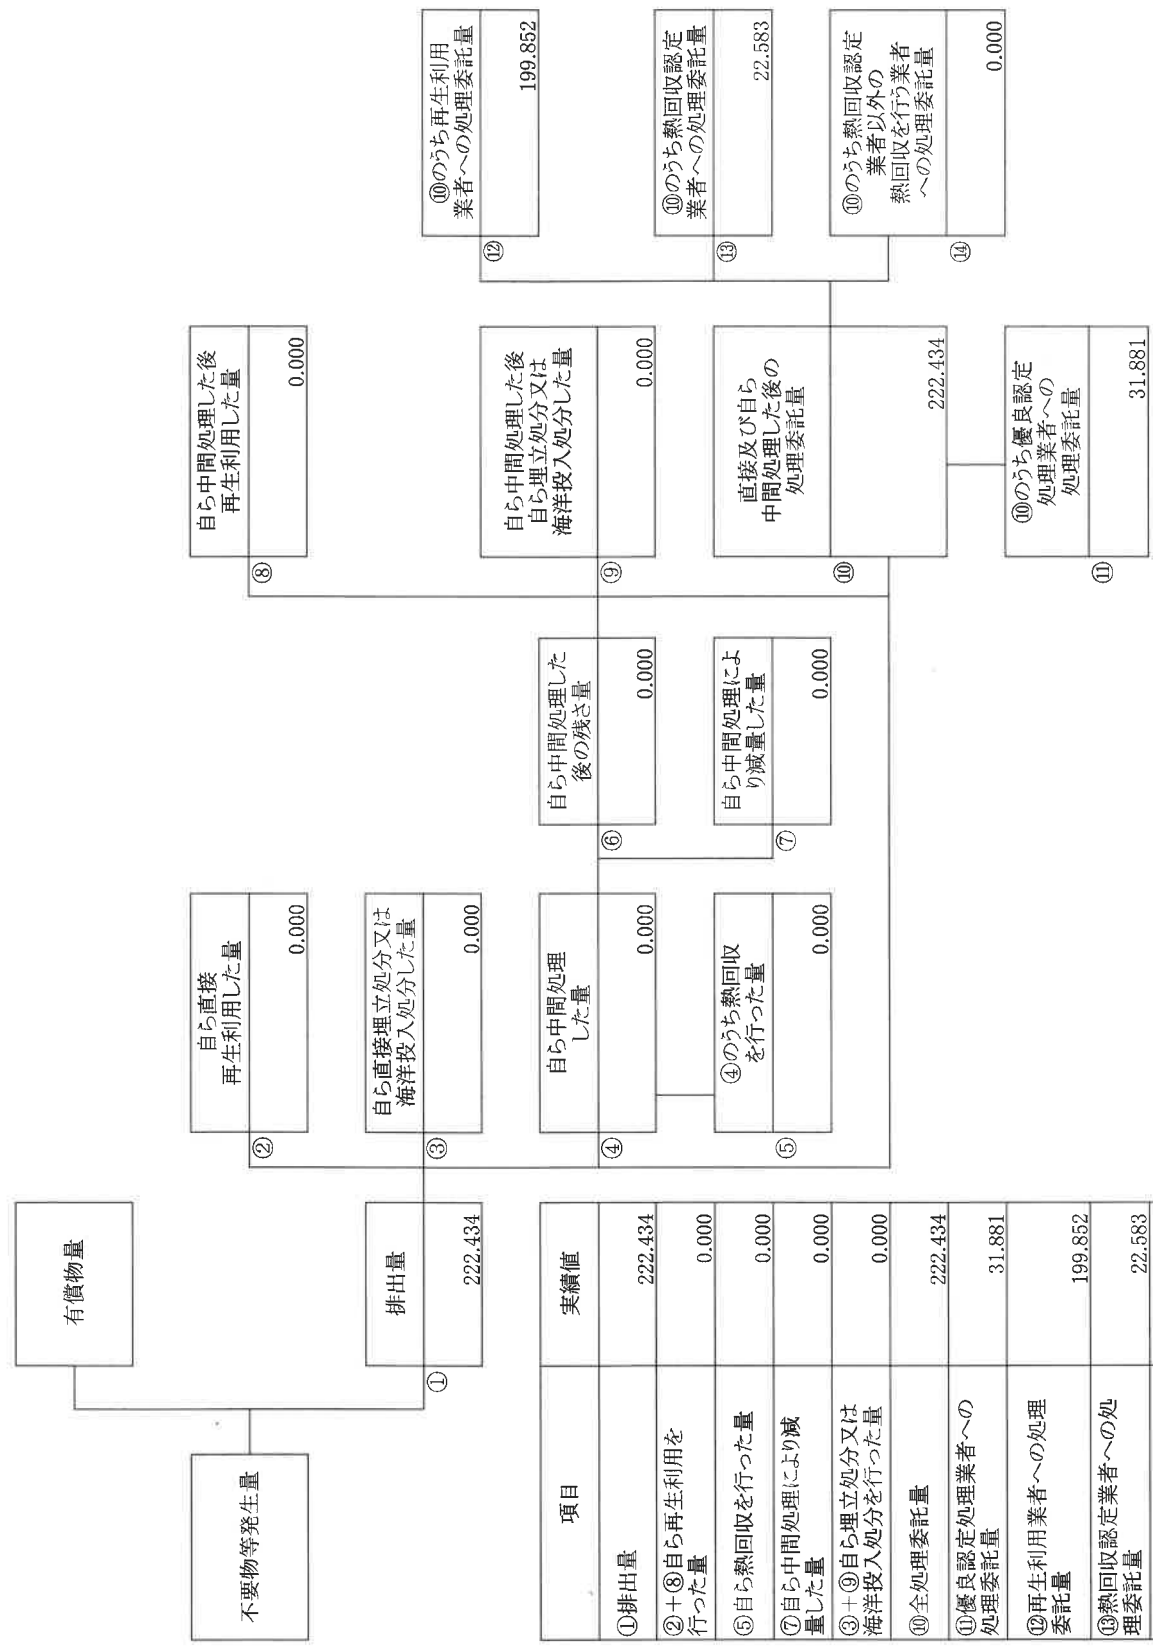 不要物等発生量
有償物量
①
排出量
222.434
②
自ら直接
再生利用した量
0.000
③
自ら直接埋立処分又は
海洋投入処分した量
0.000
④
自ら中間処理
した量
0.000
⑤
④のうち熱回収
を行った量
0.000
⑥
自ら中間処理した
後の残さ量
0.000
⑦
自ら中間処理によ
り減量した量
0.000
⑧
自ら中間処理した後
再生利用した量
0.000
⑨
自ら中間処理した後
自ら埋立処分又は
海洋投入処分した量
0.000
⑩
直接及び自ら
中間処理した後の
処理委託量
222.434
⑪
⑩のうち優良認定
処理業者への
処理委託量
31.881
⑫
⑩のうち再生利用
業者への処理委託量
199.852
⑬
⑩のうち熱回収認定
業者への処理委託量
22.583
⑭
⑩のうち熱回収認定
業者以外の
熱回収を行う業者
への処理委託量
0.000
項目
実績値
①排出量
222.434
②+⑧自ら再生利用を
行った量
0.000
⑤自ら熱回収を行った量
0.000
⑦自ら中間処理により減
量した量
0.000
③+⑨自ら埋立処分又は
海洋投入処分を行った量
0.000
⑩全処理委託量
222.434
⑪優良認定処理業者への
処理委託量
31.881
⑫再生利用業者への処理
委託量
199.852
⑬熱回収認定業者への処
理委託量
22.583